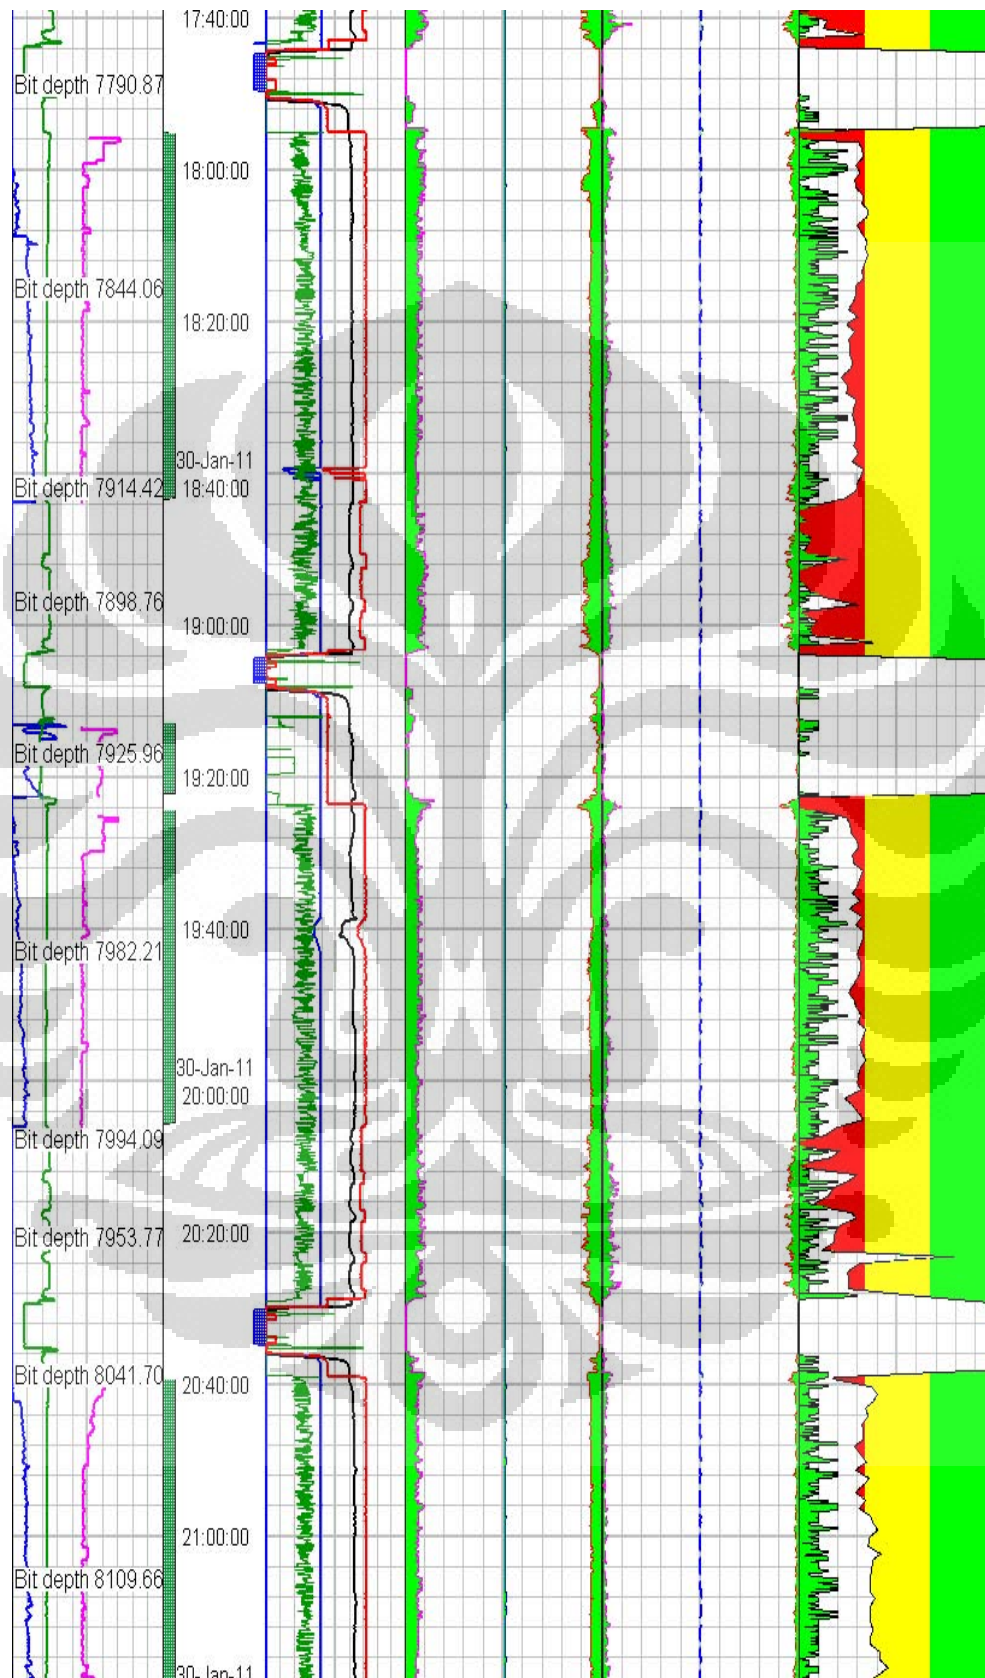 17:40:00
Bit depth 7790.87
18:00:00
Bit depth 7844.06
18:20:00
30-Jan-11
Bit depth 7914.42
18:40:00
Bit depth 7898.76
19:00:00
Bit depth 7925.96
19:20:00
19:40:00
Bit depth 7982.21
30-Jan-11
20:00:00
Bit depth 7994.09
20:20:00
Bit depth 7953.77
Bit depth 8041.70
20:40:00
21:00:00
Bit depth 8109.66
30-Jan-11